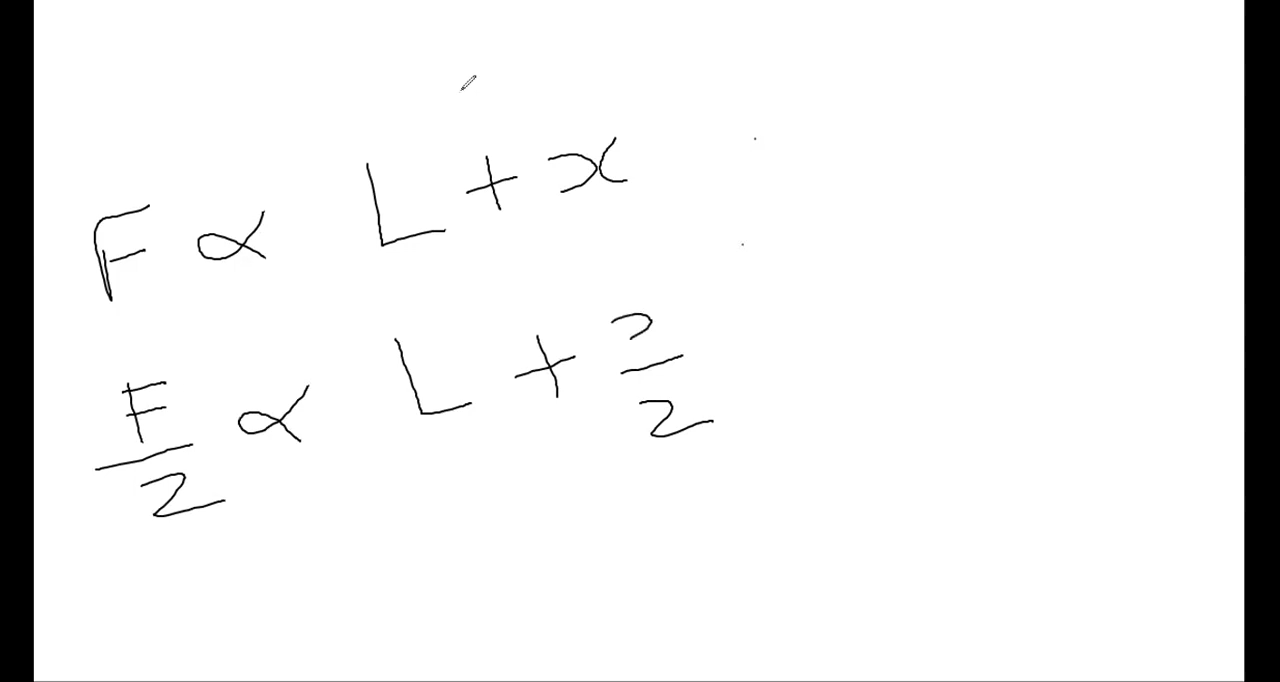 F ∝ L + x
F/2 ∝ L + /2